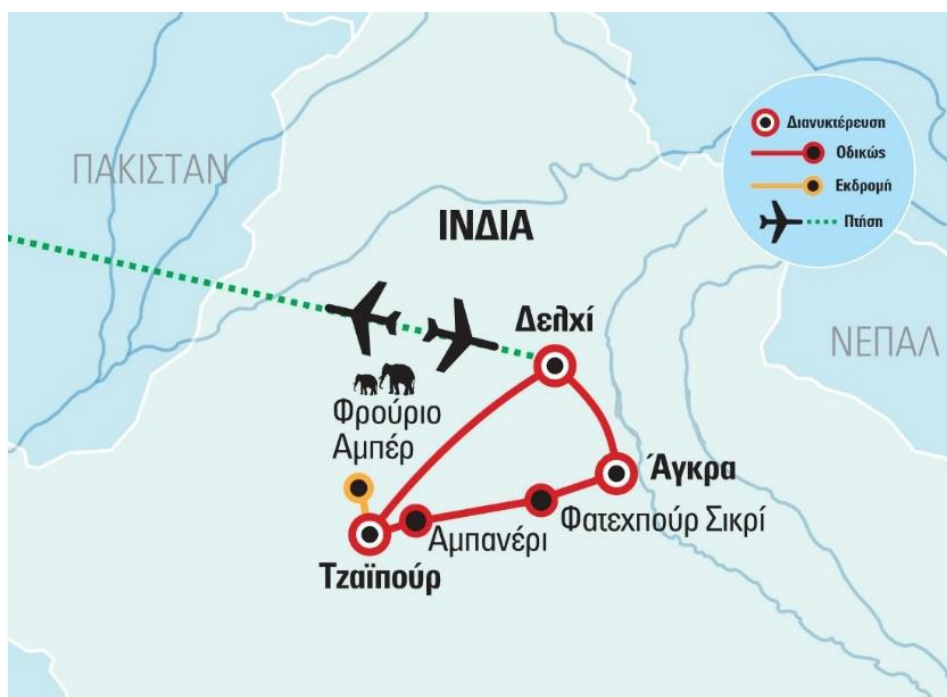 Διανυκτέρευση
Οδικώς
Εκδρομή
Πτήση
ΠΑΚΙΣΤΑΝ
ΙΝΔΙΑ
Δελχί
ΝΕΠΑΛ
Φρούριο
Αμπέρ
Άγκρα
Φατεχπούρ Σικρί
Αμπανέρι
Τζαϊπούρ